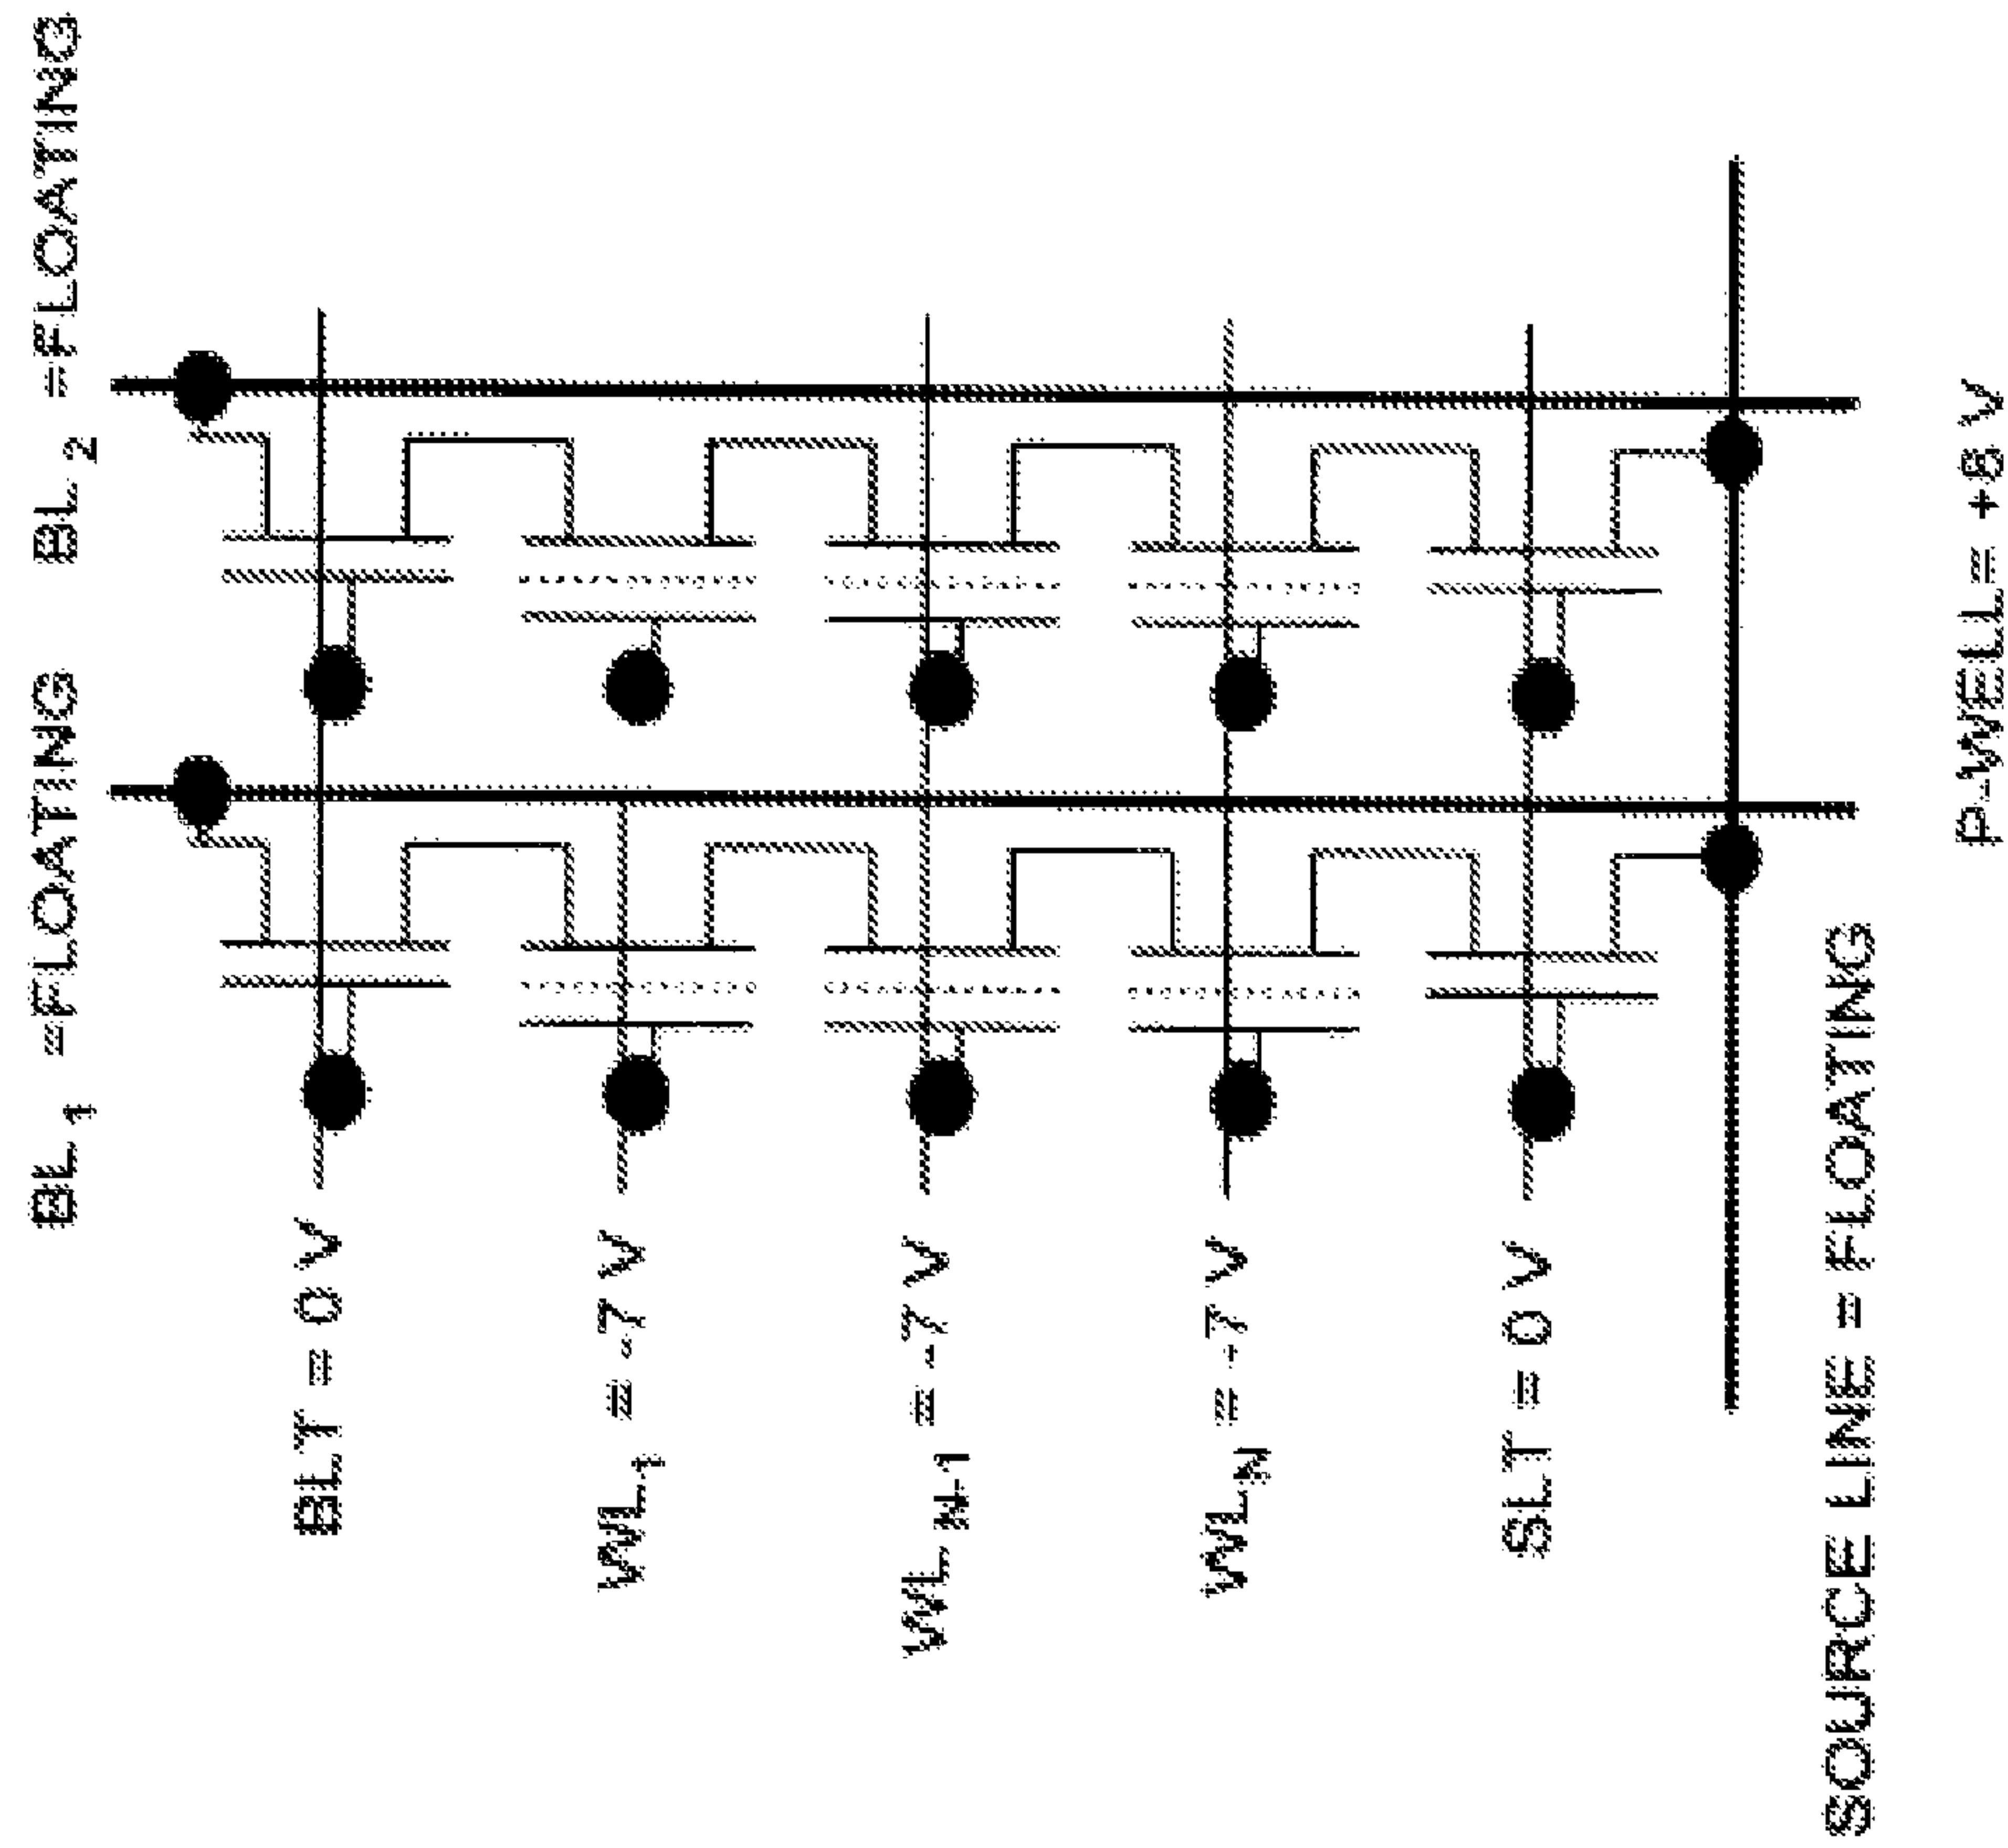 BL1 =FLOATING BL2 =FLOATING
BLT = 0 V
WL1 = -7 V
WLN-1 = -7 V
WLN = -7 V
SLT = 0 V
SOURCE LINE = FLOATING
P-WELL = +8 V